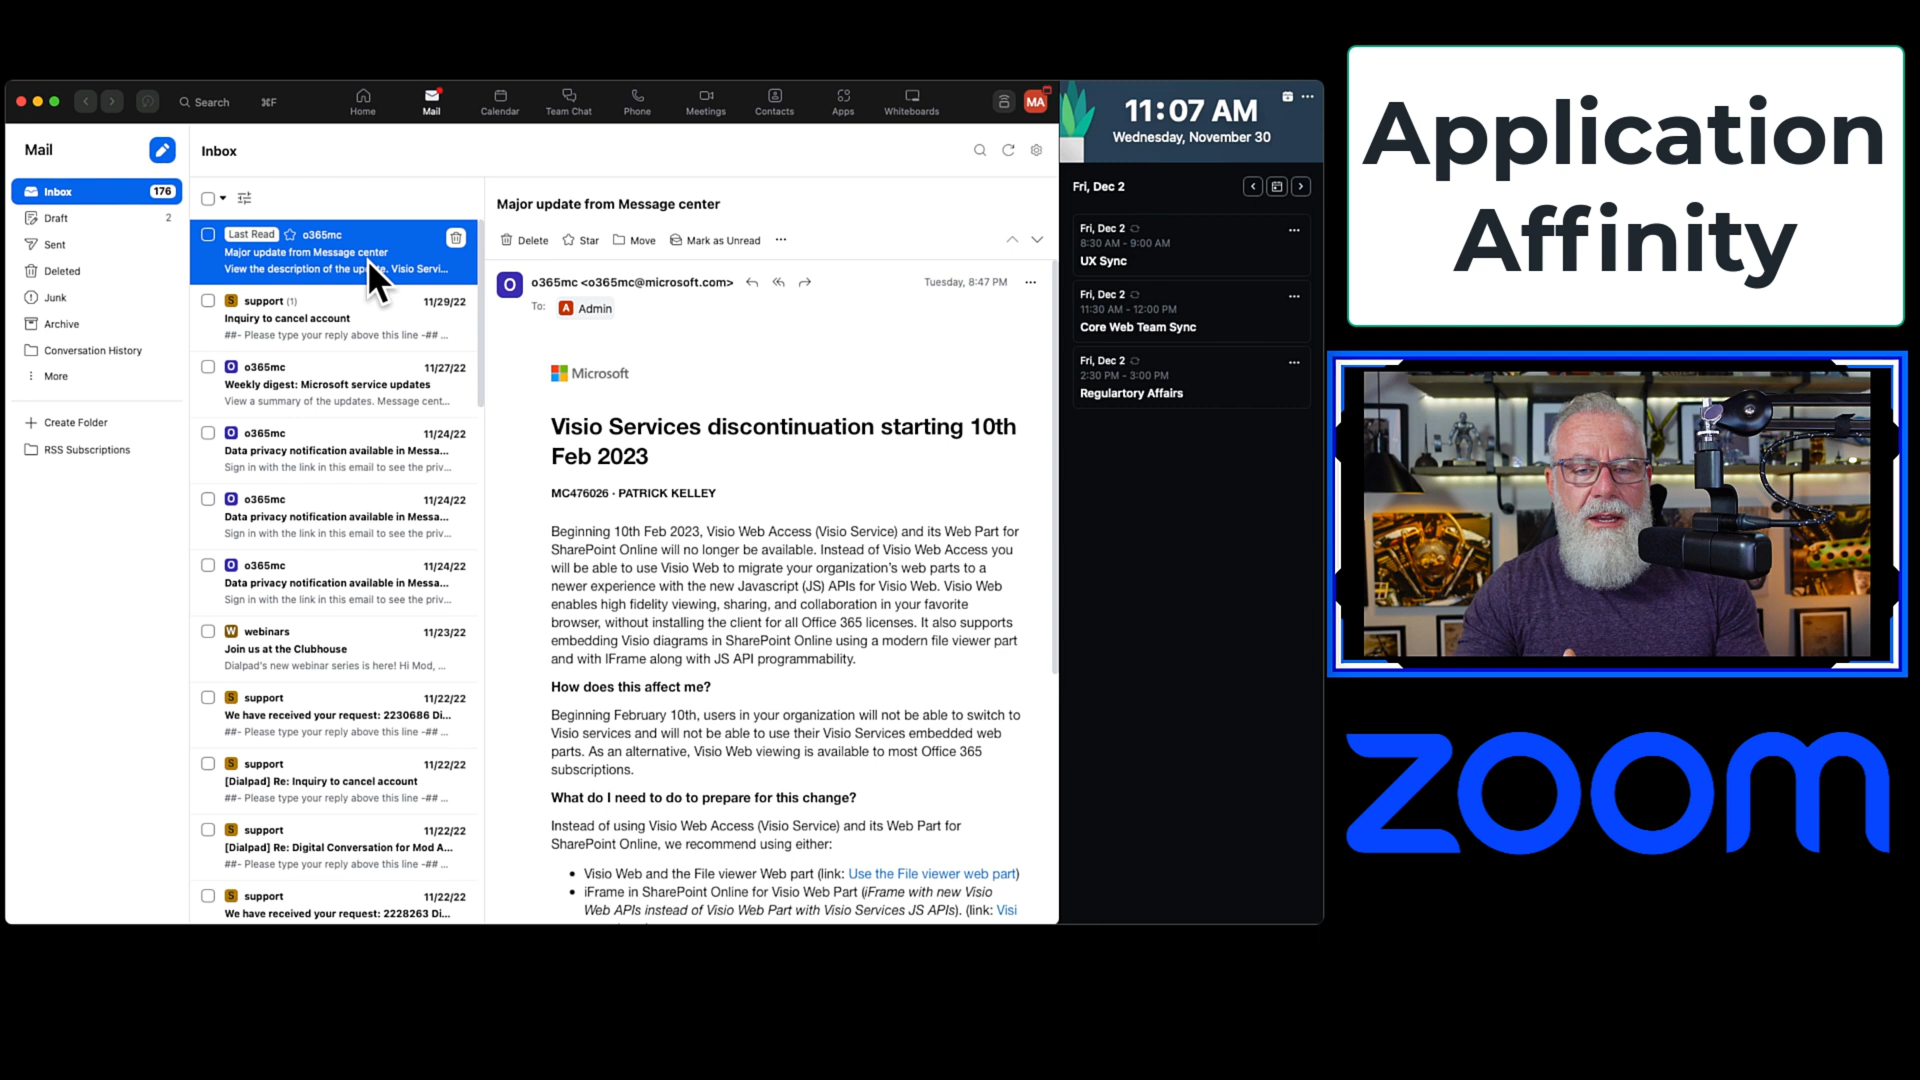 Search ⌘F
Home
Mail
Calendar
Team Chat
Phone
Meetings
Contacts
Apps
Whiteboards
MA
Mail
Inbox 176
Draft 2
Sent
Deleted
Junk
Archive
Conversation History
More
Create Folder
RSS Subscriptions
Inbox
Last Read o365mc
Major update from Message center
View the description of the Visio Servi...
S support (1) 11/29/22
Inquiry to cancel account
##- Please type your reply above this line -## ...
O o365mc 11/27/22
Weekly digest: Microsoft service updates
View a summary of the updates. Message cent...
O o365mc 11/24/22
Data privacy notification available in Messa...
Sign in with the link in this email to see the priv...
O o365mc 11/24/22
Data privacy notification available in Messa...
Sign in with the link in this email to see the priv...
O o365mc 11/24/22
Data privacy notification available in Messa...
Sign in with the link in this email to see the priv...
W webinars 11/23/22
Join us at the Clubhouse
Dialpad's new webinar series is here! Hi Mod, ...
S support 11/22/22
We have received your request: 2230686 Di...
##- Please type your reply above this line -## ...
S support 11/22/22
[Dialpad] Re: Inquiry to cancel account
##- Please type your reply above this line -## ...
S support 11/22/22
[Dialpad] Re: Digital Conversation for Mod A...
##- Please type your reply above this line -## ...
S support 11/22/22
We have received your request: 2228263 Di...
Major update from Message center
Delete Star Move Mark as Unread ...
O o365mc <o365mc@microsoft.com> Tuesday, 8:47 PM ...
To: A Admin
Microsoft
Visio Services discontinuation starting 10th
Feb 2023
MC476026 · PATRICK KELLEY
Beginning 10th Feb 2023, Visio Web Access (Visio Service) and its Web Part for
SharePoint Online will no longer be available. Instead of Visio Web Access you
will be able to use Visio Web to migrate your organization's web parts to a
newer experience with the new Javascript (JS) APIs for Visio Web. Visio Web
enables high fidelity viewing, sharing, and collaboration in your favorite
browser, without installing the client for all Office 365 licenses. It also supports
embedding Visio diagrams in SharePoint Online using a modern file viewer part
and with IFrame along with JS API programmability.
How does this affect me?
Beginning February 10th, users in your organization will not be able to switch to
Visio services and will not be able to use their Visio Services embedded web
parts. As an alternative, Visio Web viewing is available to most Office 365
subscriptions.
What do I need to do to prepare for this change?
Instead of using Visio Web Access (Visio Service) and its Web Part for
SharePoint Online, we recommend using either:
• Visio Web and the File viewer Web part (link: Use the File viewer web part)
• iFrame in SharePoint Online for Visio Web Part (iFrame with new Visio
Web APIs instead of Visio Web Part with Visio Services JS APIs). (link: Visi
11:07 AM
Wednesday, November 30
Fri, Dec 2
Fri, Dec 2
8:30 AM - 9:00 AM
UX Sync
Fri, Dec 2
11:30 AM - 12:00 PM
Core Web Team Sync
Fri, Dec 2
2:30 PM - 3:00 PM
Regulartory Affairs
Application
Affinity
zoom